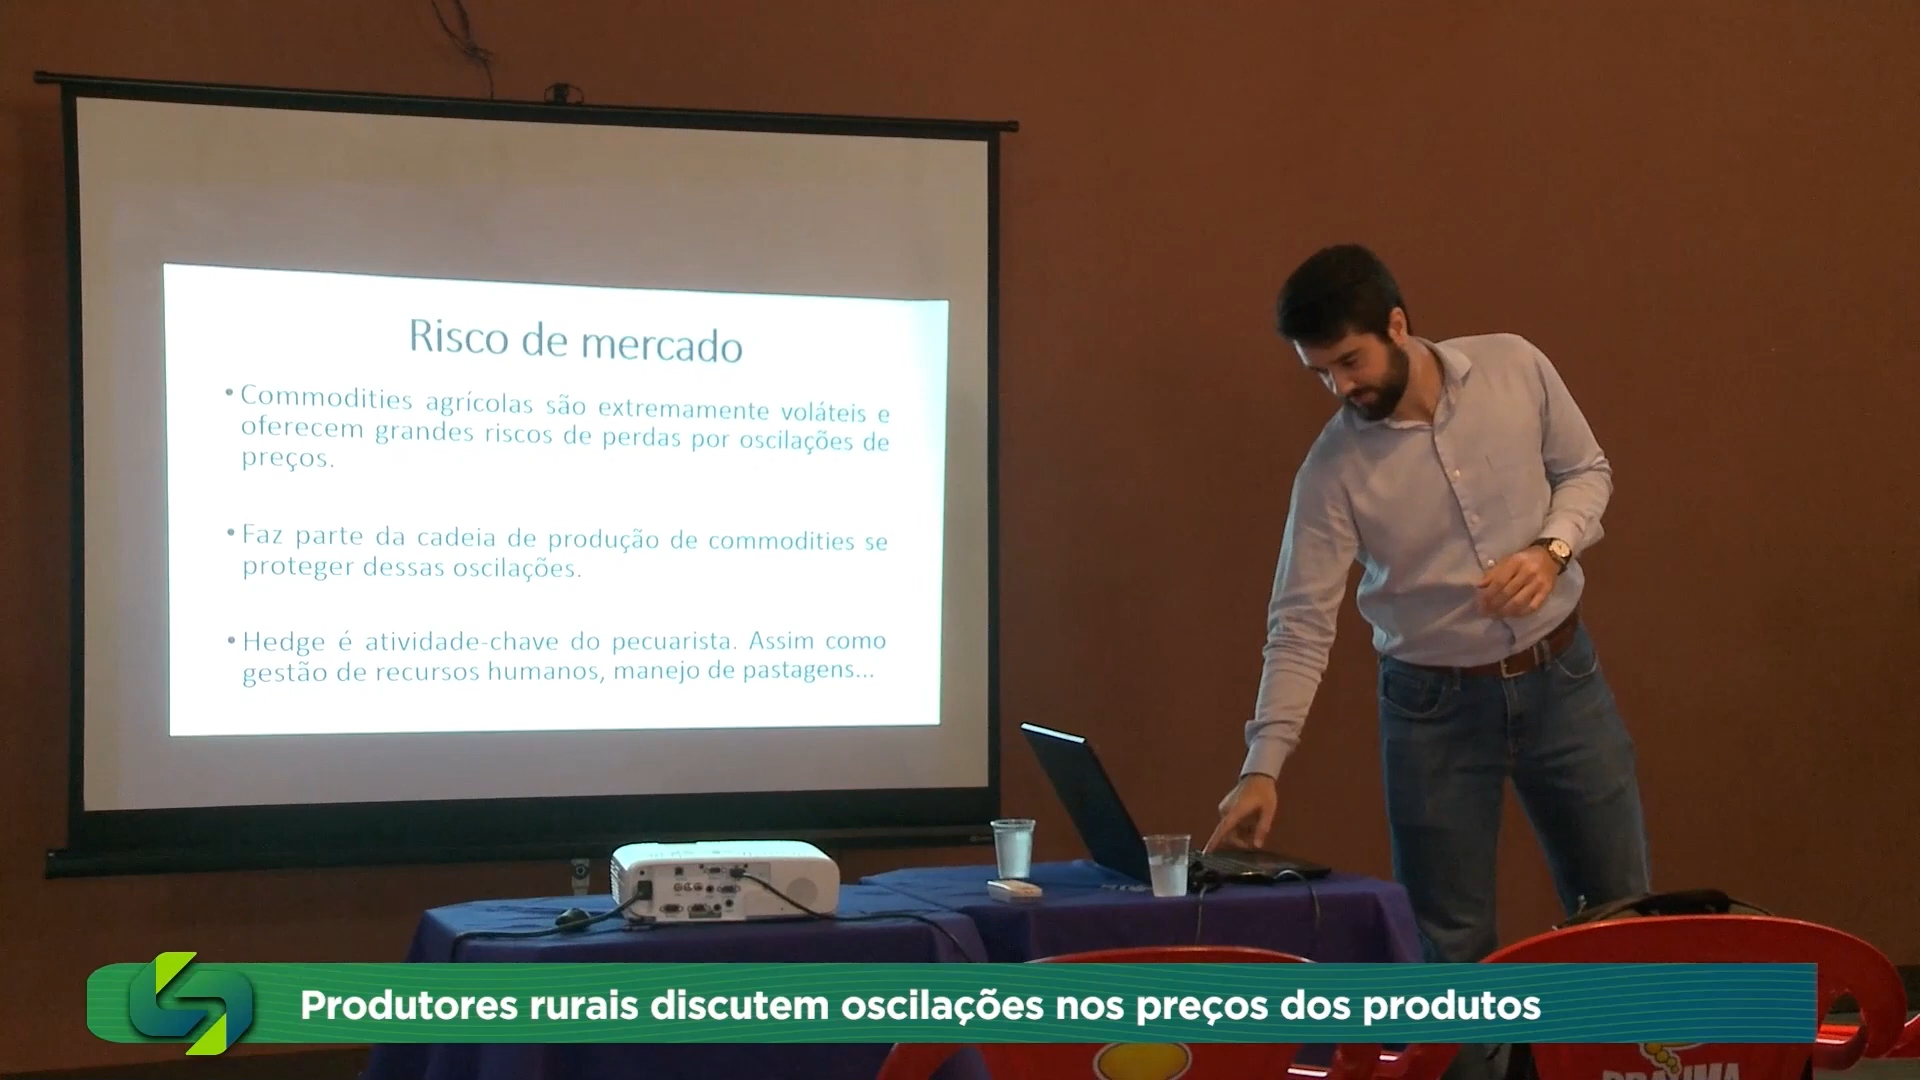 Risco de mercado
• Commodities agrícolas são extremamente voláteis e
oferecem grandes riscos de perdas por oscilações de
preços.
• Faz parte da cadeia de produção de commodities se
proteger dessas oscilações.
• Hedge é atividade-chave do pecuarista. Assim como
gestão de recursos humanos, manejo de pastagens...
Produtores rurais discutem oscilações nos preços dos produtos